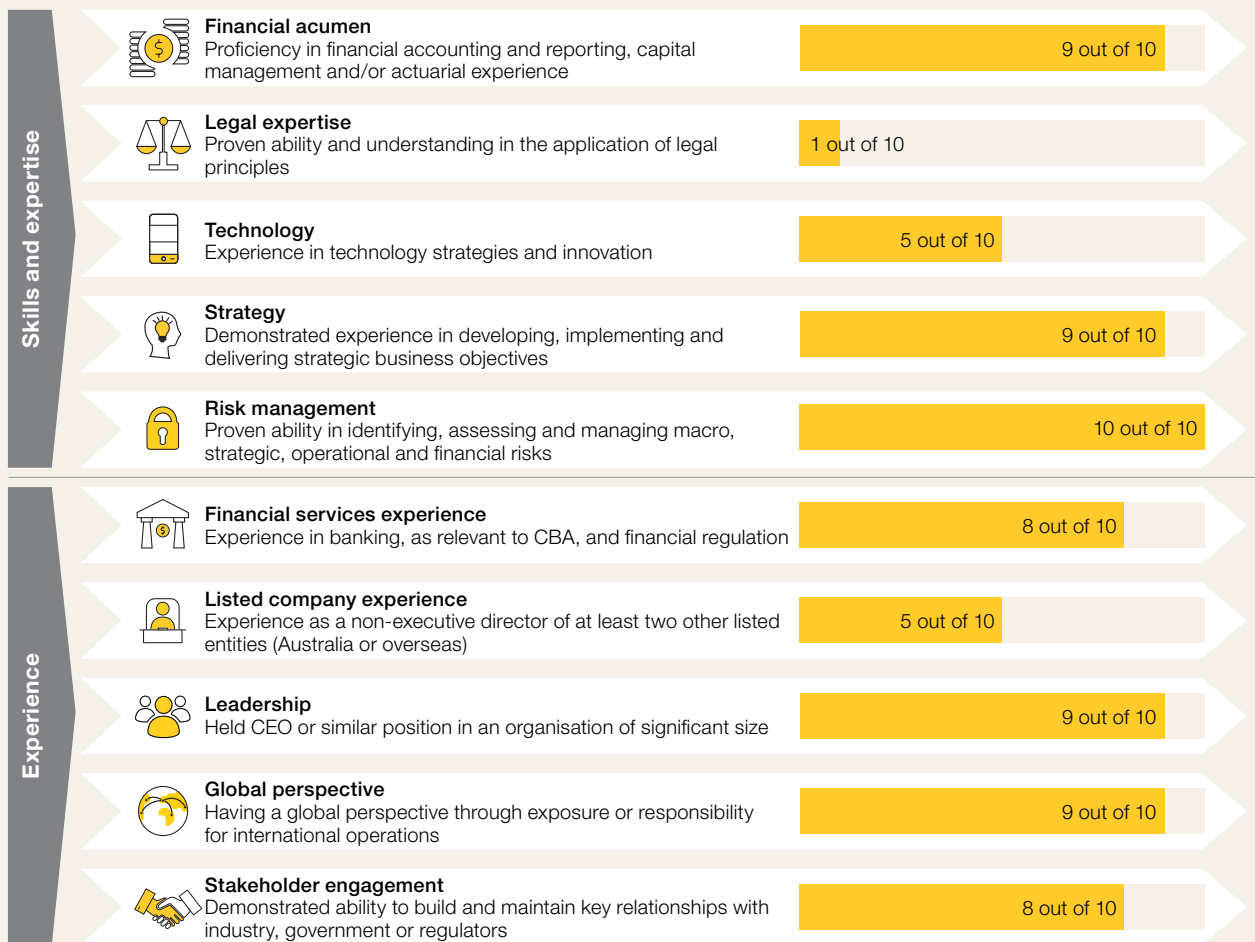 Skills and expertise
Financial acumen
Proficiency in financial accounting and reporting, capital
management and/or actuarial experience
9 out of 10
Legal expertise
Proven ability and understanding in the application of legal
principles
1 out of 10
Technology
Experience in technology strategies and innovation
5 out of 10
Strategy
Demonstrated experience in developing, implementing and
delivering strategic business objectives
9 out of 10
Risk management
Proven ability in identifying, assessing and managing macro,
strategic, operational and financial risks
10 out of 10
Experience
Financial services experience
Experience in banking, as relevant to CBA, and financial regulation
8 out of 10
Listed company experience
Experience as a non-executive director of at least two other listed
entities (Australia or overseas)
5 out of 10
Leadership
Held CEO or similar position in an organisation of significant size
9 out of 10
Global perspective
Having a global perspective through exposure or responsibility
for international operations
9 out of 10
Stakeholder engagement
Demonstrated ability to build and maintain key relationships with
industry, government or regulators
8 out of 10